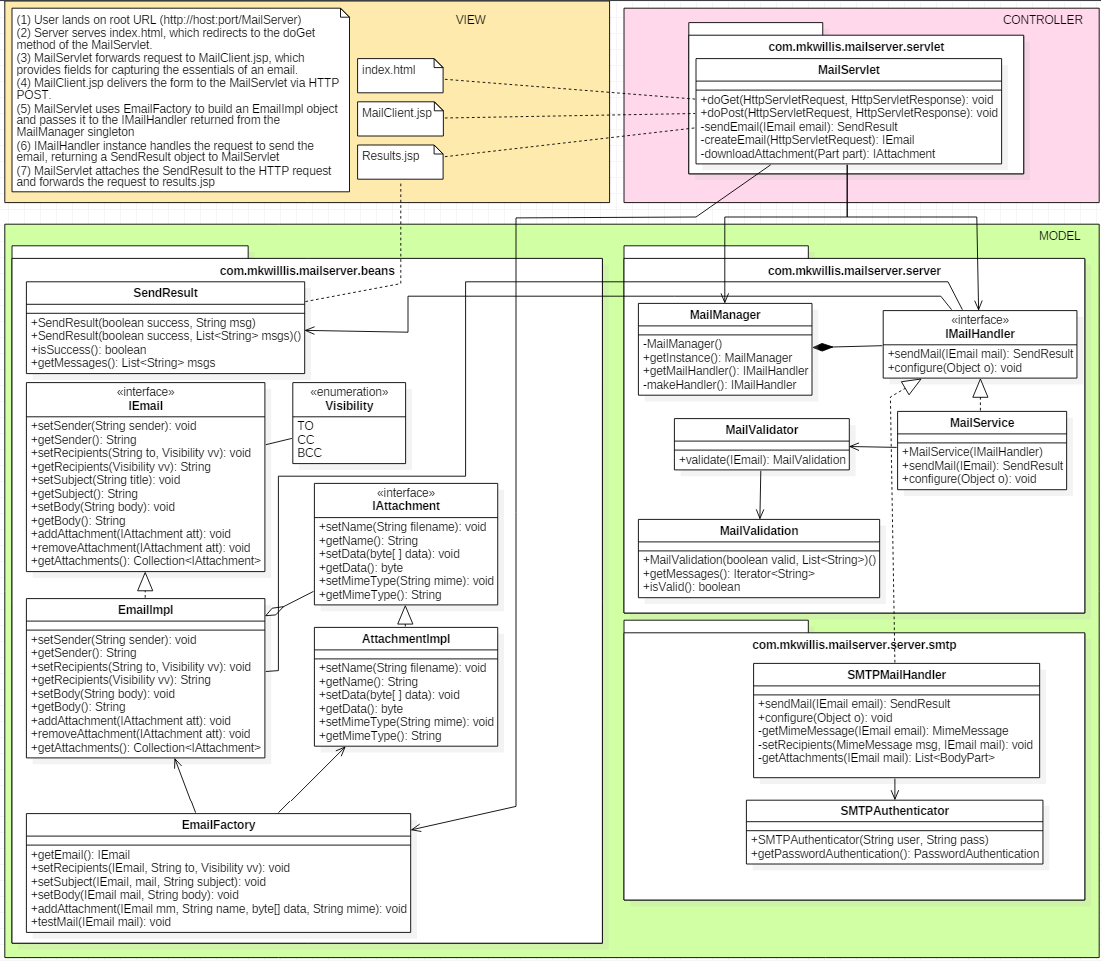 (1) User lands on root URL (http://host:port/MailServer)
(2) Server serves index.html, which redirects to the doGet
method of the MailServlet.
(3) MailServlet forwards request to MailClient.jsp, which
provides fields for capturing the essentials of an email.
(4) MailClient.jsp delivers the form to the MailServlet via HTTP
POST.
(5) MailServlet uses EmailFactory to build an EmailImpl object
and passes it to the IMailHandler returned from the
MailManager singleton
(6) IMailHandler instance handles the request to send the
email, returning a SendResult object to MailServlet
(7) MailServlet attaches the SendResult to the HTTP request
and forwards the request to results.jsp
VIEW
index.html
MailClient.jsp
Results.jsp
CONTROLLER
com.mkwillis.mailserver.servlet
MailServlet
+doGet(HttpServletRequest, HttpServletResponse): void
+doPost(HttpServletRequest, HttpServletResponse): void
-sendEmail(IEmail email): SendResult
-createEmail(HttpServletRequest): IEmail
-downloadAttachment(Part part): IAttachment
MODEL
com.mkwilllis.mailserver.beans
SendResult
+SendResult(boolean success, String msg)
+SendResult(boolean success, List<String> msgs)()
+isSuccess(): boolean
+getMessages(): List<String> msgs
«interface»
IEmail
+setSender(String sender): void
+getSender(): String
+setRecipients(String to, Visibility vv): void
+getRecipients(Visibility vv): String
+setSubject(String title): void
+getSubject(): String
+setBody(String body): void
+getBody(): String
+addAttachment(IAttachment att): void
+removeAttachment(IAttachment att): void
+getAttachments(): Collection<IAttachment>
«enumeration»
Visibility
TO
CC
BCC
«interface»
IAttachment
+setName(String filename): void
+getName(): String
+setData(byte[ ] data): void
+getData(): byte
+setMimeType(String mime): void
+getMimeType(): String
EmailImpl
+setSender(String sender): void
+getSender(): String
+setRecipients(String to, Visibility vv): void
+getRecipients(Visibility vv): String
+setBody(String body): void
+getBody(): String
+addAttachment(IAttachment att): void
+removeAttachment(IAttachment att): void
+getAttachments(): Collection<IAttachment>
AttachmentImpl
+setName(String filename): void
+getName(): String
+setData(byte[ ] data): void
+getData(): byte
+setMimeType(String mime): void
+getMimeType(): String
EmailFactory
+getEmail(): IEmail
+setRecipients(IEmail, String to, Visibility vv): void
+setSubject(IEmail, mail, String subject): void
+setBody(IEmail mail, String body): void
+addAttachment(IEmail mm, String name, byte[] data, String mime): void
+testMail(IEmail mail): void
com.mkwillis.mailserver.server
MailManager
-MailManager()
+getInstance(): MailManager
+getMailHandler(): IMailHandler
-makeHandler(): IMailHandler
«interface»
IMailHandler
+sendMail(IEmail mail): SendResult
+configure(Object o): void
MailValidator
+validate(IEmail): MailValidation
MailService
+MailService(IMailHandler)
+sendMail(IEmail): SendResult
+configure(Object o): void
MailValidation
+MailValidation(boolean valid, List<String>)()
+getMessages(): Iterator<String>
+isValid(): boolean
com.mkwillis.mailserver.server.smtp
SMTPMailHandler
+sendMail(IEmail email): SendResult
+configure(Object o): void
-getMimeMessage(IEmail email): MimeMessage
-setRecipients(MimeMessage msg, IEmail mail): void
-getAttachments(IEmail mail): List<BodyPart>
SMTPAuthenticator
+SMTPAuthenticator(String user, String pass)
+getPasswordAuthentication(): PasswordAuthentication